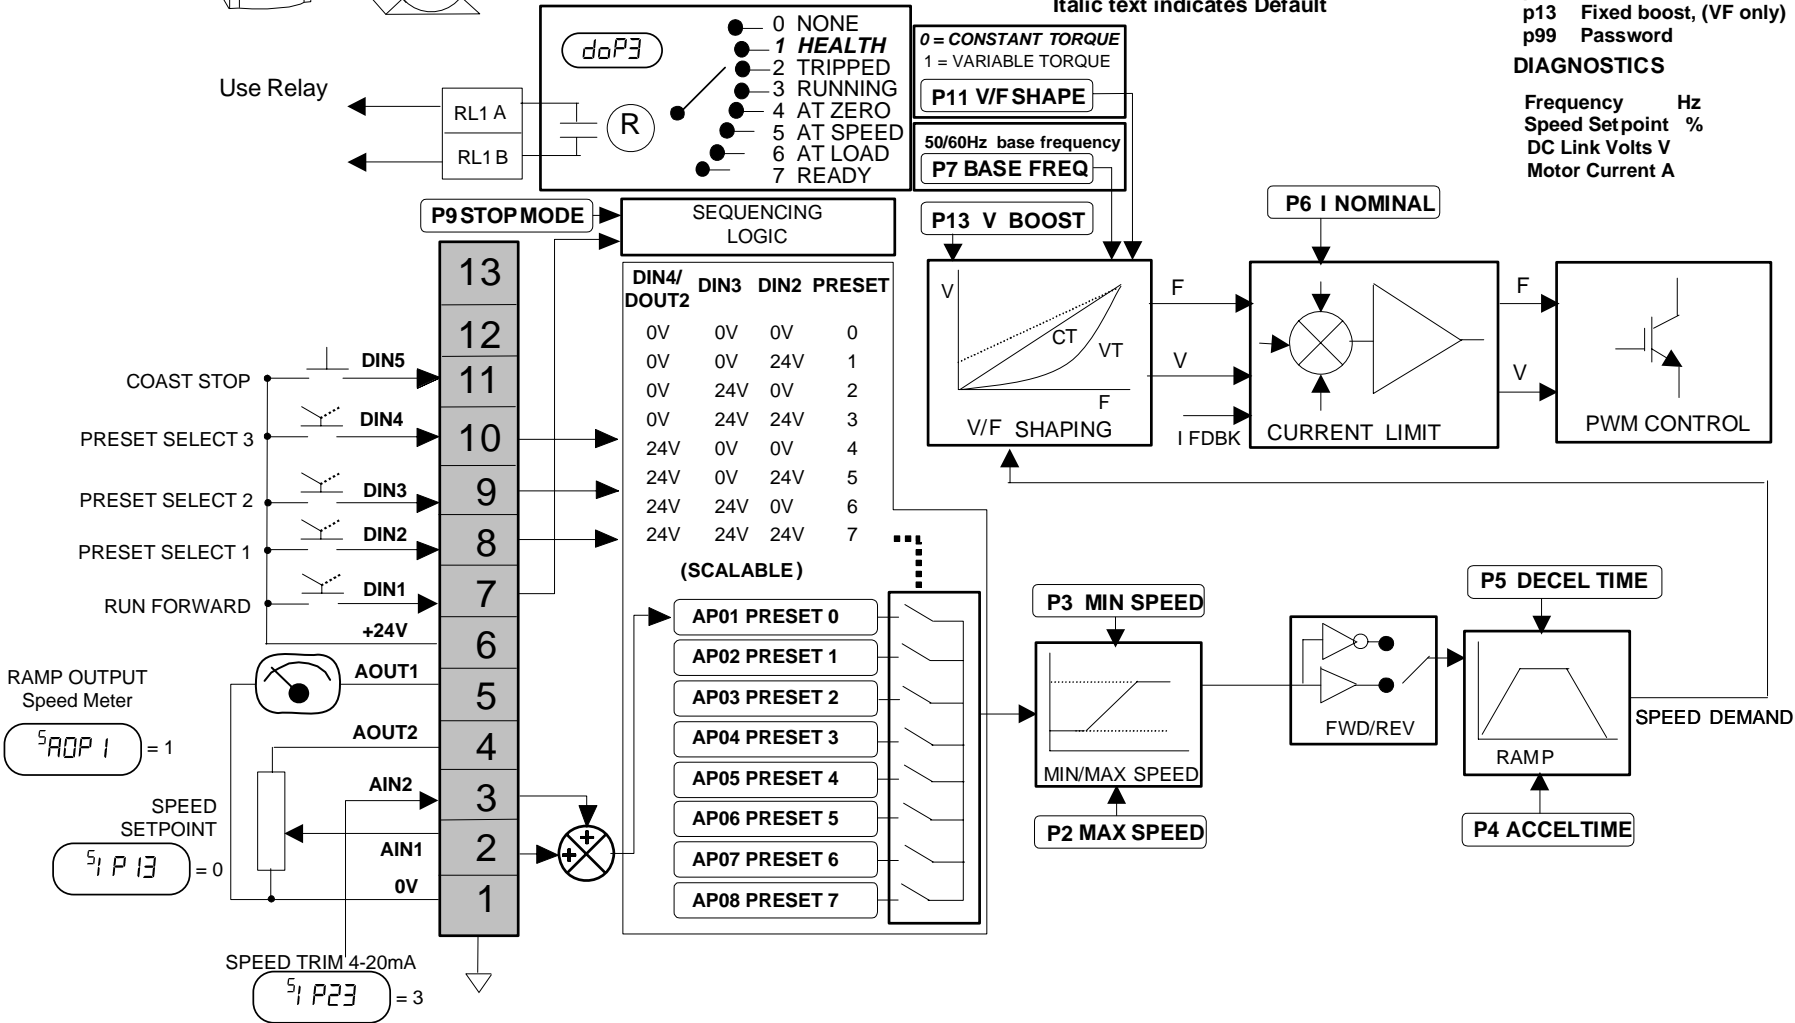 Italic text indicates Default
p13 Fixed boost, (VF only)
p99 Password
DIAGNOSTICS
Frequency Hz
Speed Setpoint %
DC Link Volts V
Motor Current A
doP3
0 NONE
1 HEALTH
2 TRIPPED
3 RUNNING
4 AT ZERO
5 AT SPEED
6 AT LOAD
7 READY
Use Relay
RL1 A
RL1 B
R
0 = CONSTANT TORQUE
1 = VARIABLE TORQUE
P11 V/F SHAPE
50/60Hz base frequency
P7 BASE FREQ
P9 STOP MODE
SEQUENCING
LOGIC
P13 V BOOST
P6 I NOMINAL
V
CT
VT
F
V/F SHAPING
F
V
I FDBK
CURRENT LIMIT
F
V
PWM CONTROL
DIN4/
DOUT2 DIN3 DIN2 PRESET
0V 0V 0V 0
0V 0V 24V 1
0V 24V 0V 2
0V 24V 24V 3
24V 0V 0V 4
24V 0V 24V 5
24V 24V 0V 6
24V 24V 24V 7
(SCALABLE)
13
12
COAST STOP DIN5 11
PRESET SELECT 3 DIN4 10
PRESET SELECT 2 DIN3 9
PRESET SELECT 1 DIN2 8
RUN FORWARD DIN1 7
+24V 6
AOUT1 5
AOUT2 4
AIN2 3
AIN1 2
0V 1
RAMP OUTPUT
Speed Meter
SAOP1 = 1
SPEED
SETPOINT
SIP13 = 0
SPEED TRIM 4-20mA
SIP23 = 3
+
+
AP01 PRESET 0
AP02 PRESET 1
AP03 PRESET 2
AP04 PRESET 3
AP05 PRESET 4
AP06 PRESET 5
AP07 PRESET 6
AP08 PRESET 7
P3 MIN SPEED
MIN/MAX SPEED
P2 MAX SPEED
FWD/REV
P5 DECEL TIME
RAMP
P4 ACCELTIME
SPEED DEMAND